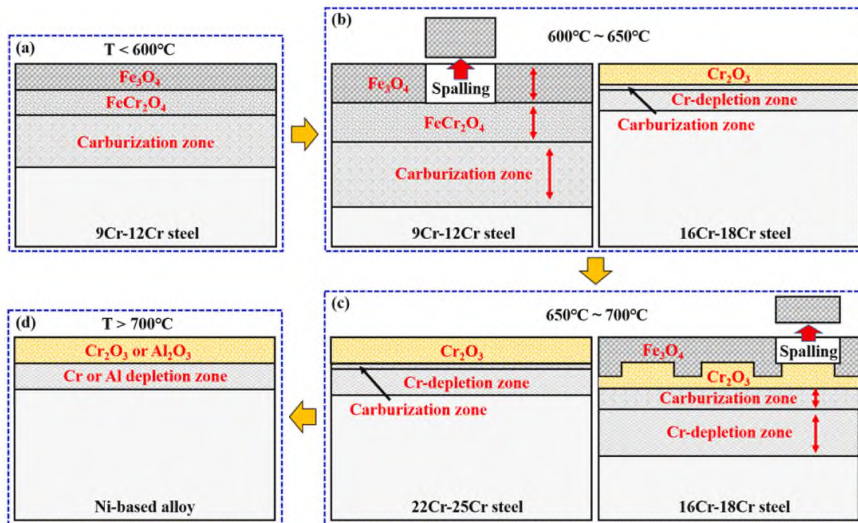 (a)
T < 600℃
Fe₃O₄
FeCr₂O₄
Carburization zone
9Cr-12Cr steel
(b)
600℃ ~ 650℃
Fe₃O₄
Spalling
FeCr₂O₄
Carburization zone
9Cr-12Cr steel
Cr₂O₃
Cr-depletion zone
Carburization zone
16Cr-18Cr steel
(d)
T > 700℃
Cr₂O₃ or Al₂O₃
Cr or Al depletion zone
Ni-based alloy
(c)
650℃ ~ 700℃
Cr₂O₃
Cr-depletion zone
Carburization zone
22Cr-25Cr steel
Fe₃O₄
Spalling
Cr₂O₃
Carburization zone
Cr-depletion zone
16Cr-18Cr steel